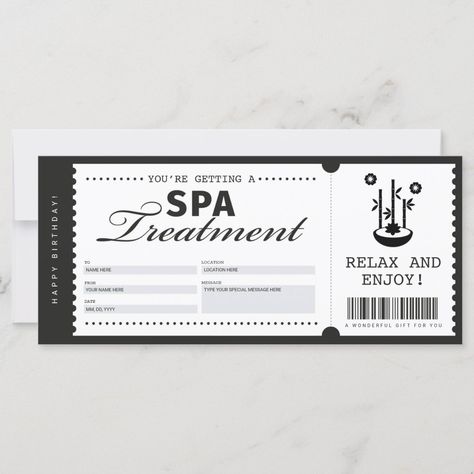 HAPPY BIRTHDAY!
YOU'RE GETTING A
SPA
Treatment
TO
NAME HERE
LOCATION
LOCATION HERE
FROM
YOUR NAME HERE
MESSAGE
TYPE YOUR SPECIAL MESSAGE HERE
DATE
MM, DD, YYYY
RELAX AND
ENJOY!
A WONDERFUL GIFT FOR YOU